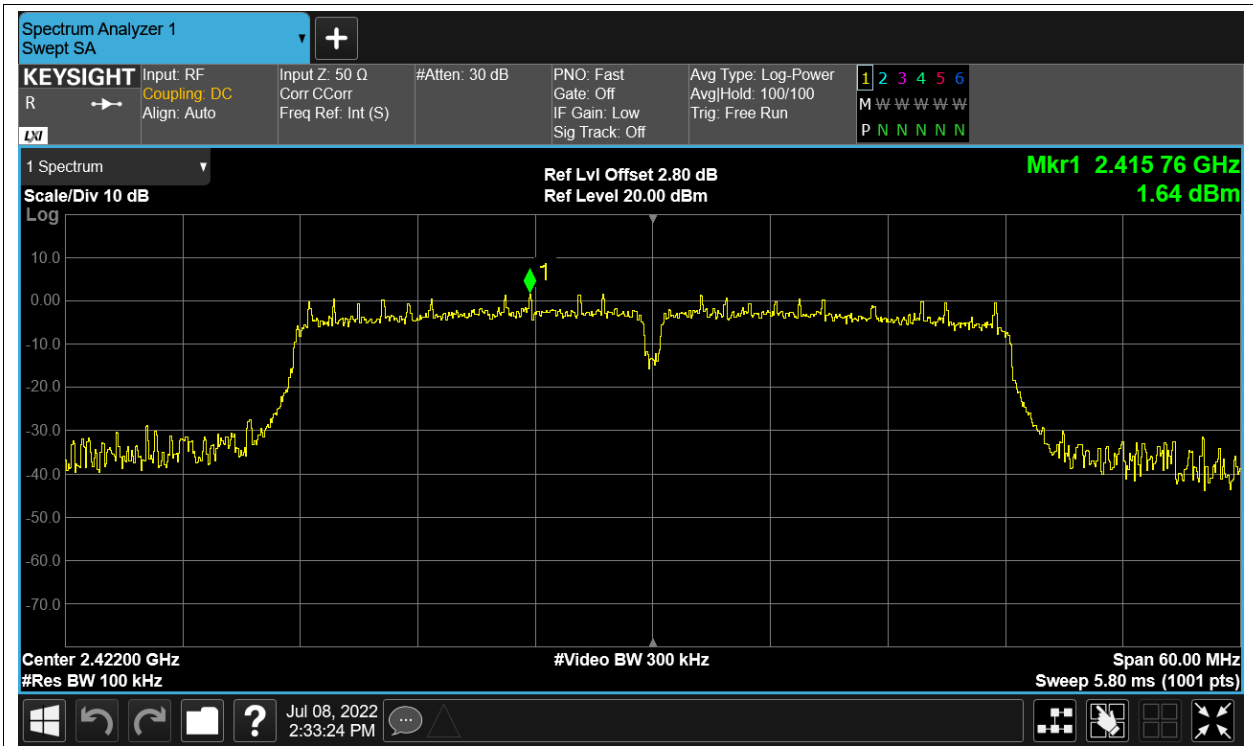 Spectrum Analyzer 1
Swept SA
+
KEYSIGHT
R
LXI
Input: RF
Coupling: DC
Align: Auto
Input Z: 50 Ω
Corr CCorr
Freq Ref: Int (S)
#Atten: 30 dB
PNO: Fast
Gate: Off
IF Gain: Low
Sig Track: Off
Avg Type: Log-Power
Avg|Hold: 100/100
Trig: Free Run
1 2 3 4 5 6
M W W W W W
P N N N N N
1 Spectrum
Scale/Div 10 dB
Log
Ref Lvl Offset 2.80 dB
Ref Level 20.00 dBm
Mkr1 2.415 76 GHz
1.64 dBm
1
10.0
0.00
-10.0
-20.0
-30.0
-40.0
-50.0
-60.0
-70.0
Center 2.42200 GHz
#Video BW 300 kHz
Span 60.00 MHz
#Res BW 100 kHz
Sweep 5.80 ms (1001 pts)
?
Jul 08, 2022
2:33:24 PM